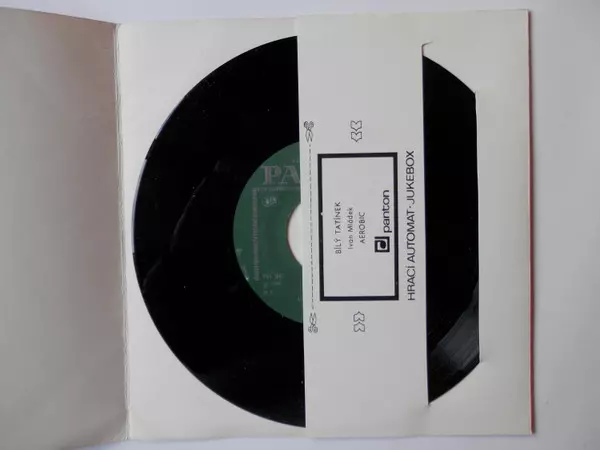 PA
BÍLÝ TATÍNEK
Ivan Mládek
AEROBIC
panton
HRACÍ AUTOMAT-JUKEBOX